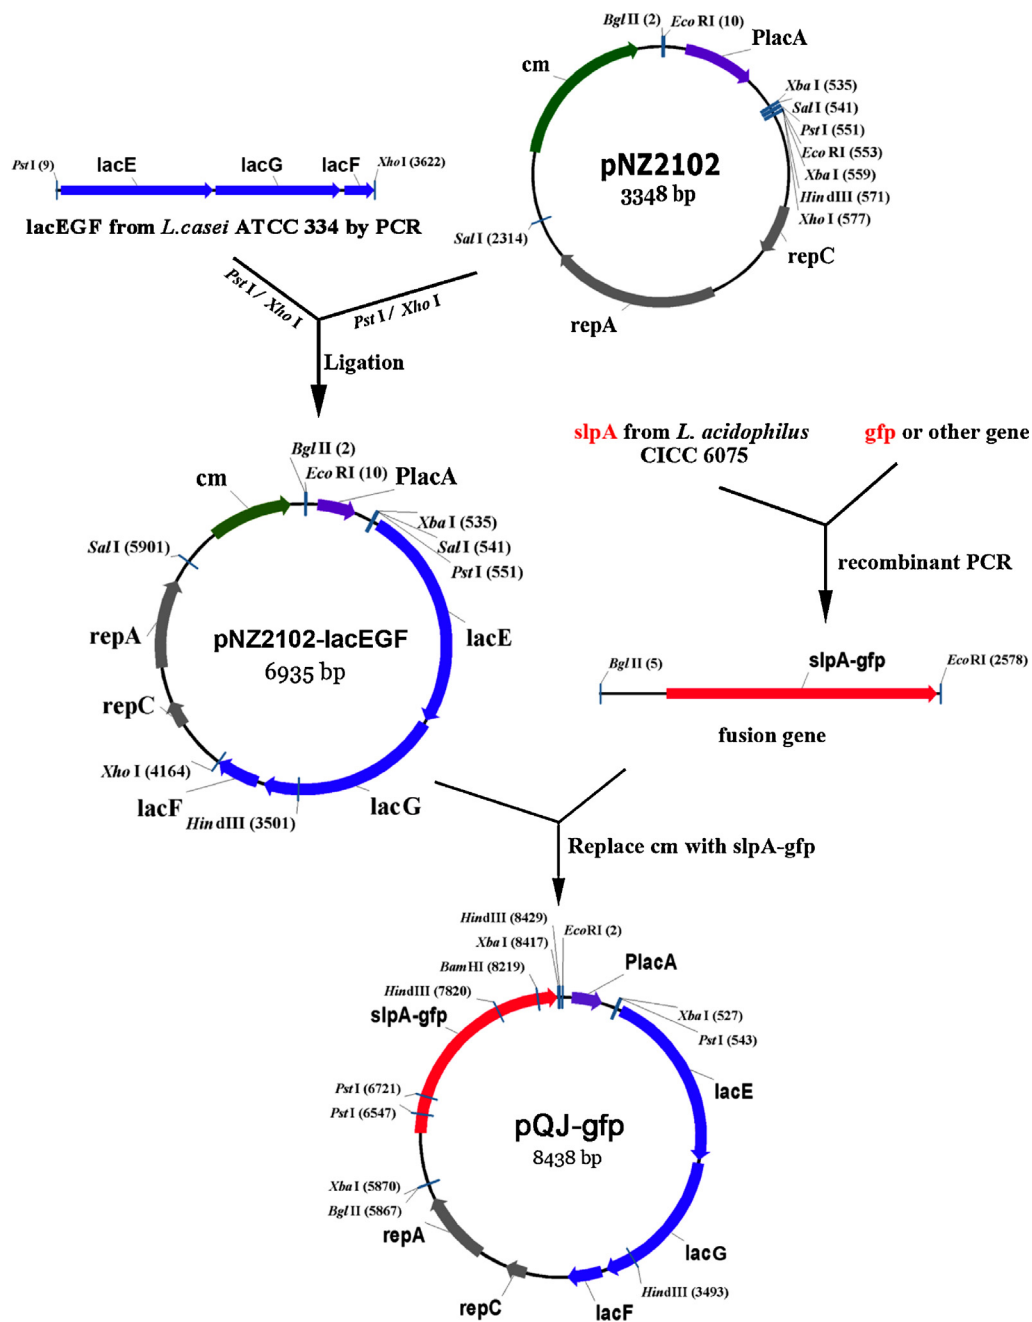 BglII (2)
EcoRI (10)
PlacA
cm
XbaI (535)
SalI (541)
PstI (551)
EcoRI (553)
XbaI (559)
HindIII (571)
XhoI (577)
pNZ2102
3348 bp
SalI (2314)
repC
repA
PstI (9)
lacE
lacG
lacF
XhoI (3622)
lacEGF from L.casei ATCC 334 by PCR
PstI / XhoI
PstI / XhoI
Ligation
BglII (2)
EcoRI (10)
PlacA
cm
XbaI (535)
SalI (541)
PstI (551)
SalI (5901)
repA
pNZ2102-lacEGF
6935 bp
lacE
repC
XhoI (4164)
lacF
HindIII (3501)
lacG
slpA from L. acidophilus
CICC 6075
gfp or other gene
recombinant PCR
BglII (5)
slpA-gfp
EcoRI (2578)
fusion gene
Replace cm with slpA-gfp
HindIII (8429)
EcoRI (2)
XbaI (8417)
PlacA
BamHI (8219)
HindIII (7820)
slpA-gfp
XbaI (527)
PstI (543)
PstI (6721)
PstI (6547)
lacE
pQJ-gfp
8438 bp
XbaI (5870)
BglII (5867)
repA
lacG
HindIII (3493)
repC
lacF